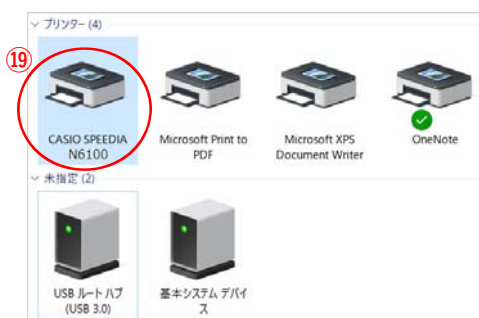 プリンター (4)
⑲
CASIO SPEEDIA
N6100
Microsoft Print to
PDF
Microsoft XPS
Document Writer
OneNote
未指定 (2)
USB ルート ハブ
(USB 3.0)
基本システム デバイ
ス